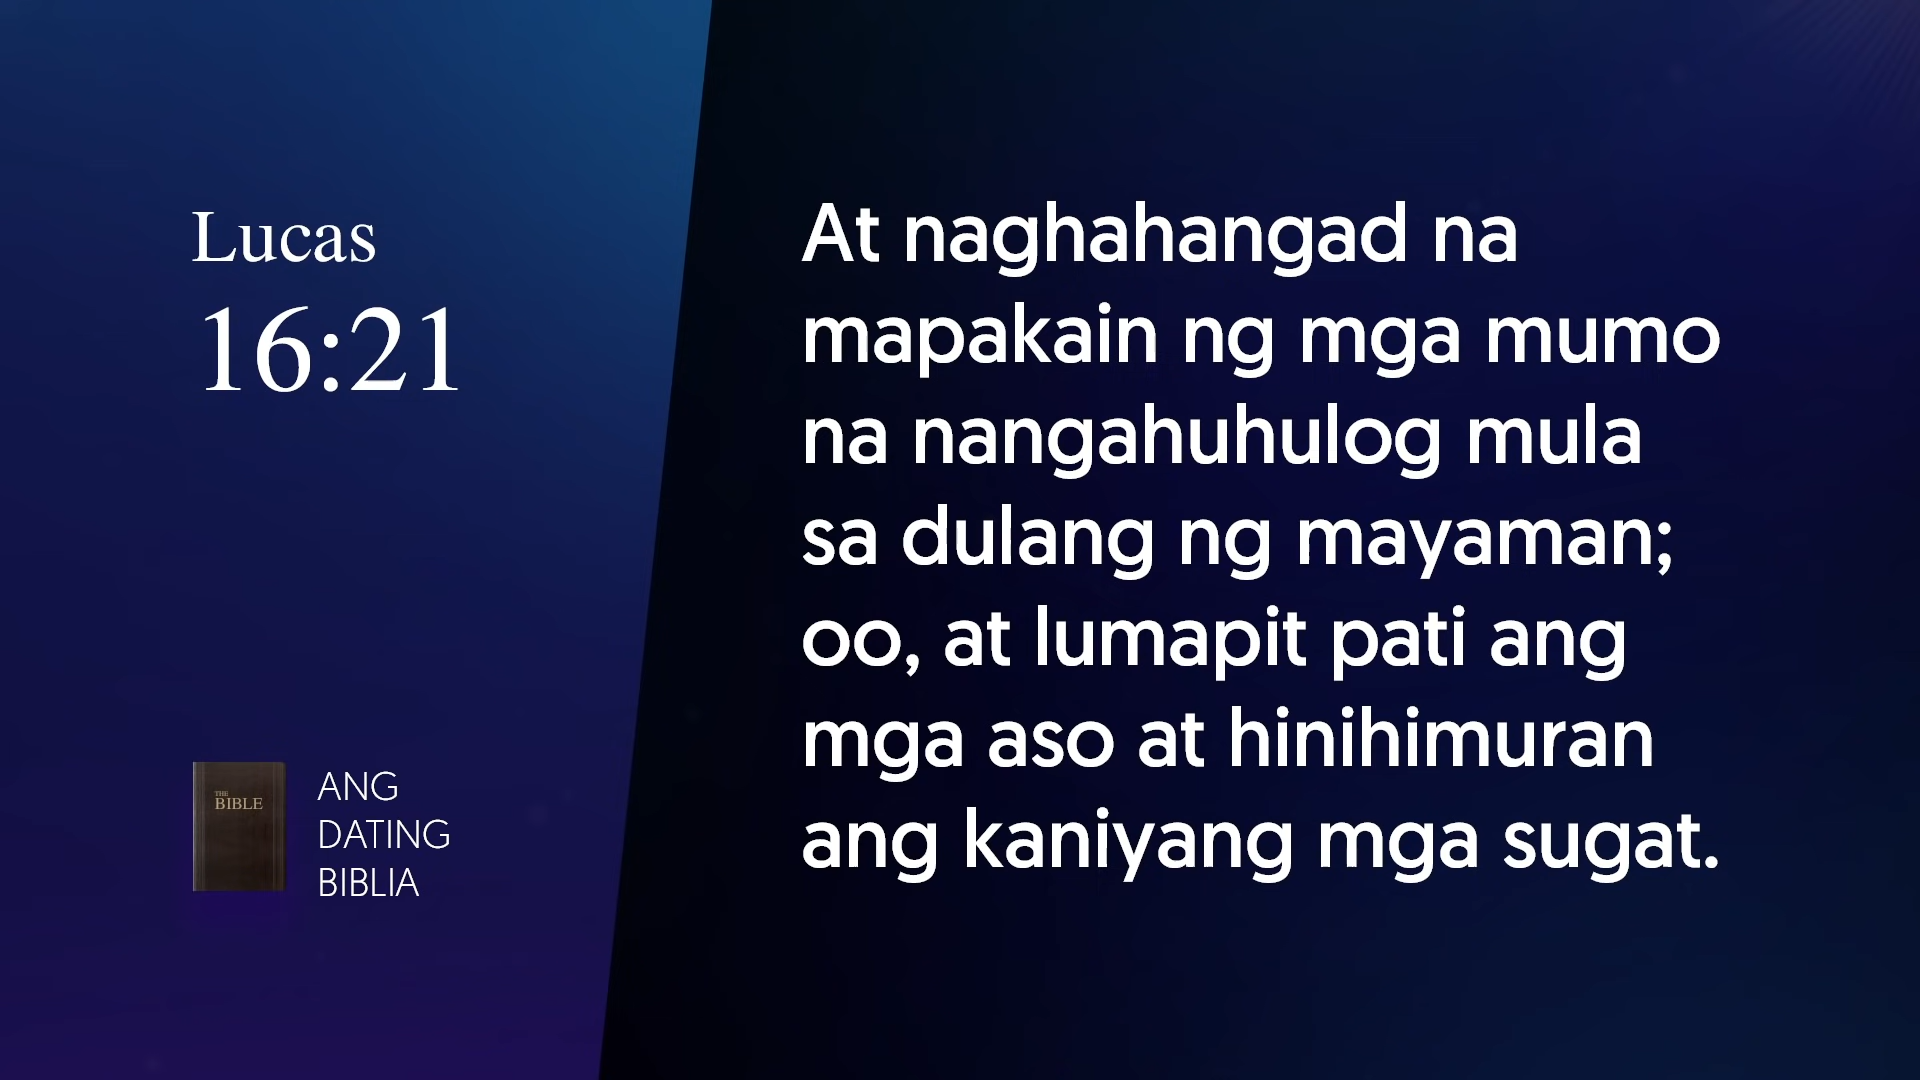 Lucas
16:21
At naghahangad na
mapakain ng mga mumo
na nangahuhulog mula
sa dulang ng mayaman;
oo, at lumapit pati ang
mga aso at hinihimuran
ang kaniyang mga sugat.
THE
BIBLE
ANG
DATING
BIBLIA